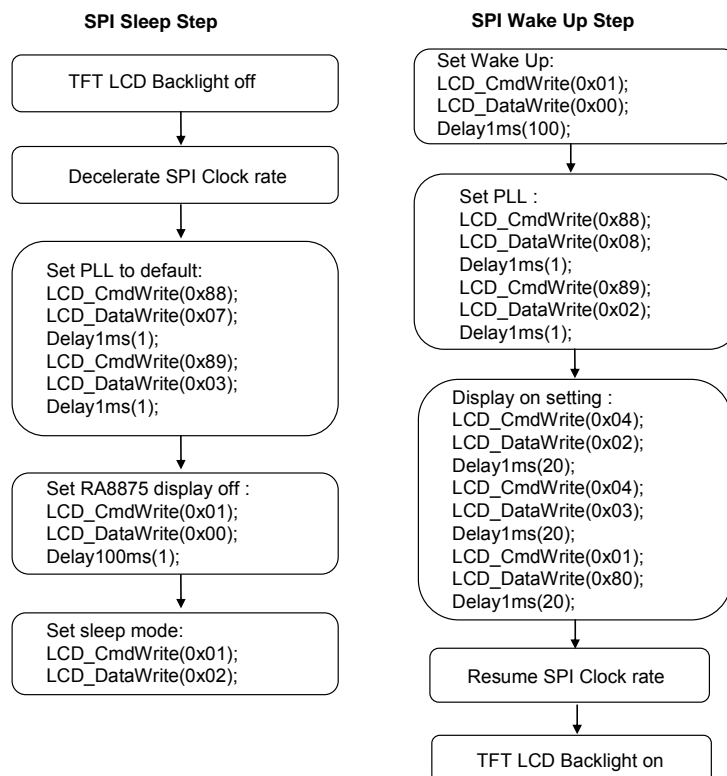 SPI Sleep Step
TFT LCD Backlight off
Decelerate SPI Clock rate
Set PLL to default:
LCD_CmdWrite(0x88);
LCD_DataWrite(0x07);
Delay1ms(1);
LCD_CmdWrite(0x89);
LCD_DataWrite(0x03);
Delay1ms(1);
Set RA8875 display off :
LCD_CmdWrite(0x01);
LCD_DataWrite(0x00);
Delay100ms(1);
Set sleep mode:
LCD_CmdWrite(0x01);
LCD_DataWrite(0x02);
SPI Wake Up Step
Set Wake Up:
LCD_CmdWrite(0x01);
LCD_DataWrite(0x00);
Delay1ms(100);
Set PLL :
LCD_CmdWrite(0x88);
LCD_DataWrite(0x08);
Delay1ms(1);
LCD_CmdWrite(0x89);
LCD_DataWrite(0x02);
Delay1ms(1);
Display on setting :
LCD_CmdWrite(0x04);
LCD_DataWrite(0x02);
Delay1ms(20);
LCD_CmdWrite(0x04);
LCD_DataWrite(0x03);
Delay1ms(20);
LCD_CmdWrite(0x01);
LCD_DataWrite(0x80);
Delay1ms(20);
Resume SPI Clock rate
TFT LCD Backlight on